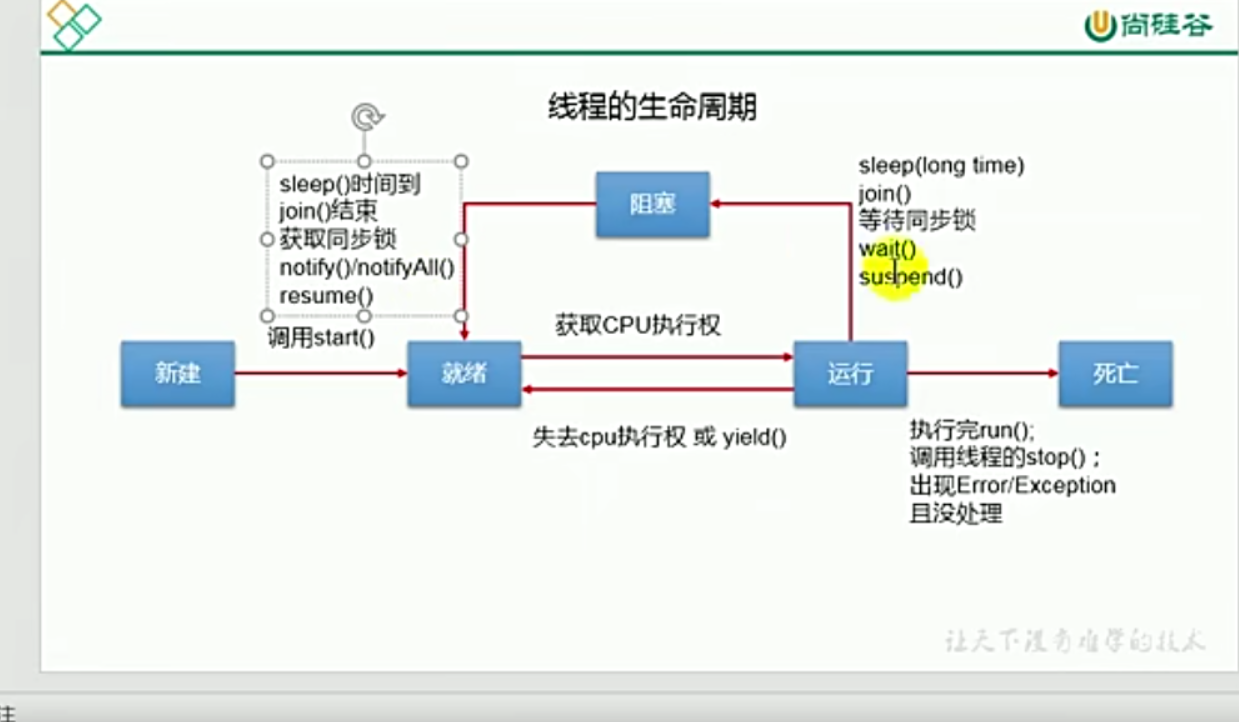 尚硅谷
线程的生命周期
sleep()时间到
join()结束
获取同步锁
notify()/notifyAll()
resume()
阻塞
sleep(long time)
join()
等待同步锁
wait()
suspend()
调用start()
获取CPU执行权
新建
就绪
运行
死亡
失去cpu执行权 或 yield()
执行完run();
调用线程的stop()；
出现Error/Exception
且没处理
让天下没有难学的技术